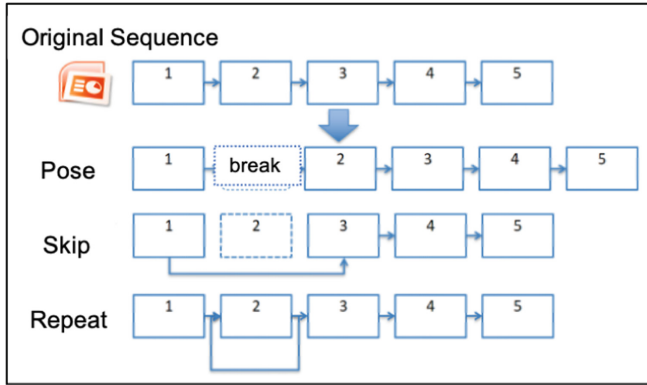 Original Sequence
1 2 3 4 5
Pose 1 break 2 3 4 5
Skip 1 2 3 4 5
Repeat 1 2 3 4 5